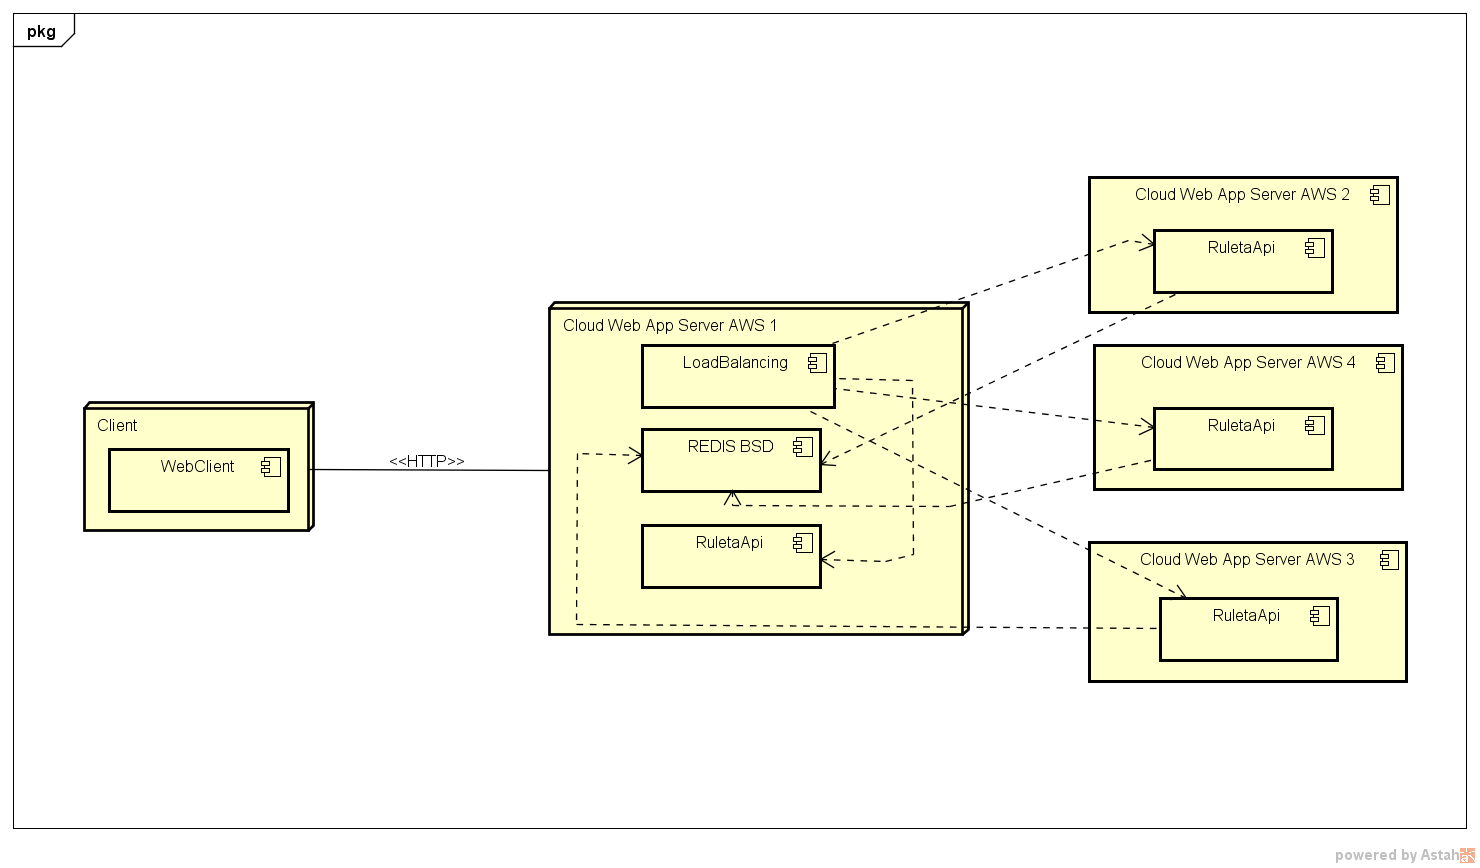 pkg
Cloud Web App Server AWS 2
RuletaApi
Cloud Web App Server AWS 1
LoadBalancing
Cloud Web App Server AWS 4
Client
WebClient
<<HTTP>>
REDIS BSD
RuletaApi
RuletaApi
Cloud Web App Server AWS 3
RuletaApi
powered by Astah